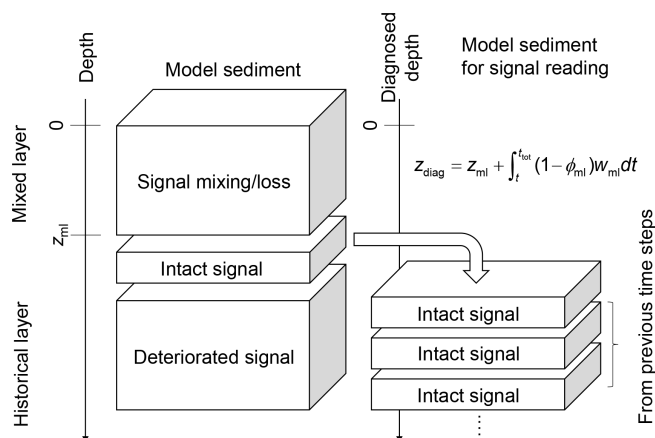 Depth
Model sediment
Diagnosed
depth
Model sediment
for signal reading
0
0
Mixed layer
Signal mixing/loss
z_diag = z_ml + ∫_t^{t_tot} (1−ϕ_ml) w_ml dt
z_ml
Intact signal
Historical layer
Deteriorated signal
Intact signal
Intact signal
Intact signal
From previous time steps